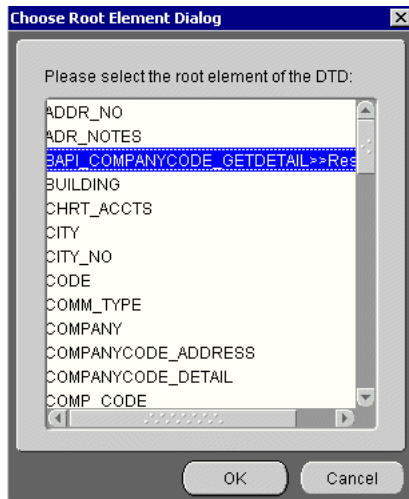 Choose Root Element Dialog
Please select the root element of the DTD:
ADDR_NO
ADR_NOTES
BAPI_COMPANYCODE_GETDETAIL>>Res
BUILDING
CHRT_ACCTS
CITY
CITY_NO
CODE
COMM_TYPE
COMPANY
COMPANYCODE_ADDRESS
COMPANYCODE_DETAIL
COMP_CODE
OK Cancel